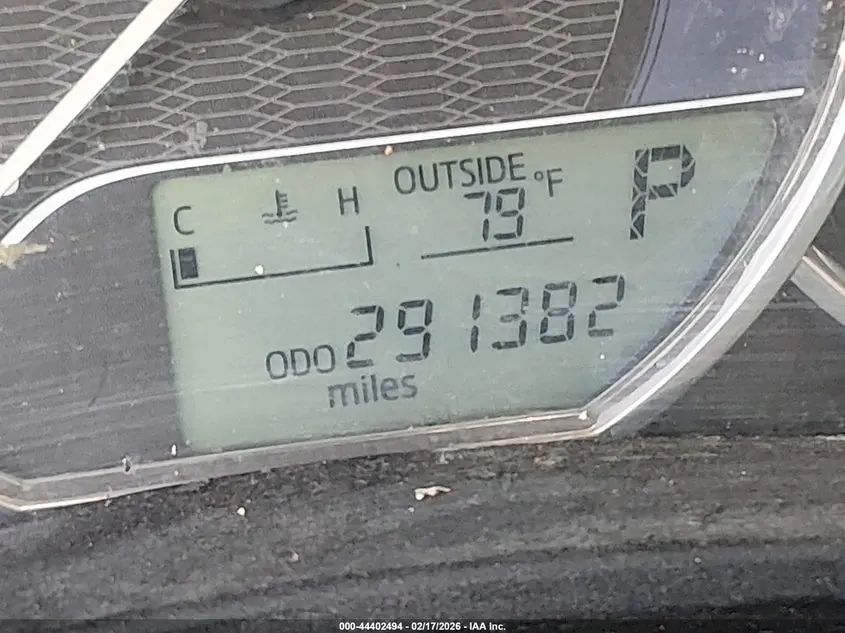 OUTSIDE
C H 79 °F P
ODO 291382
miles
000-44402494 - 02/17/2026 - IAA Inc.